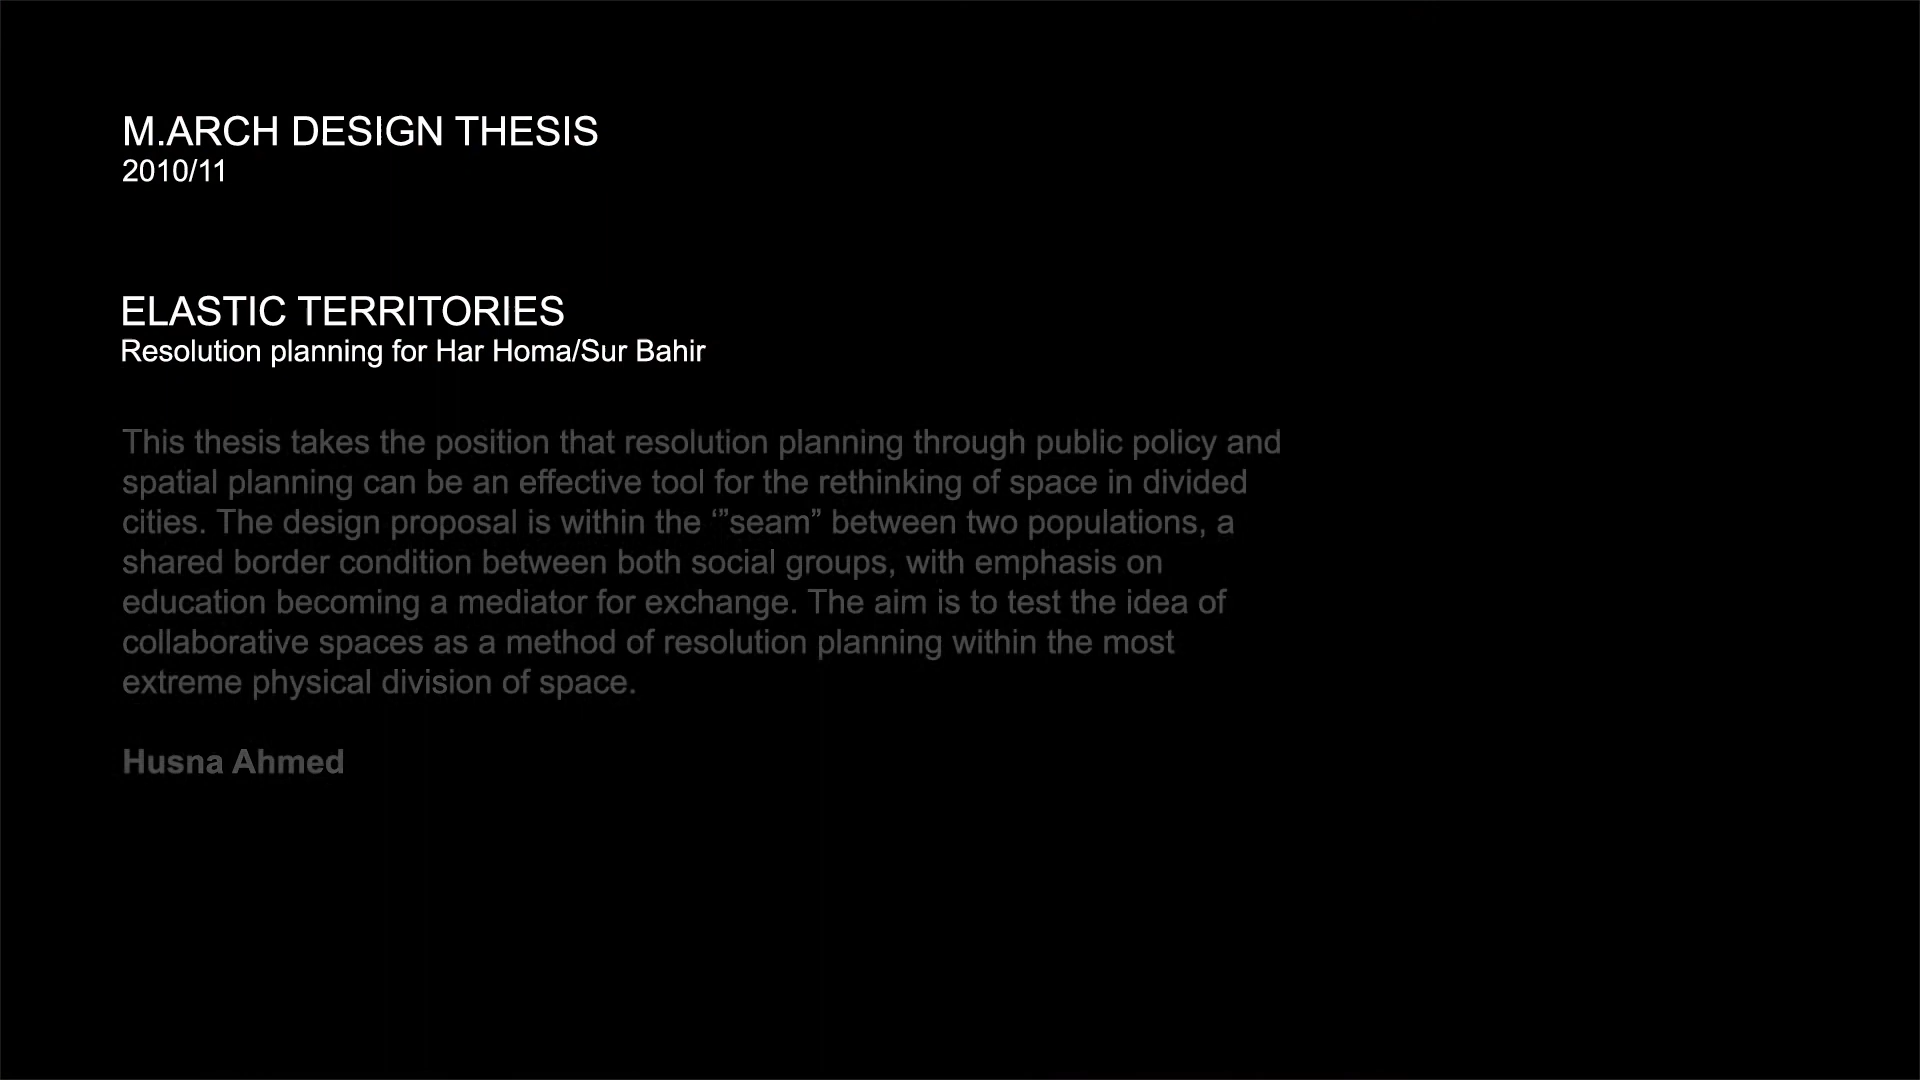 M.ARCH DESIGN THESIS
2010/11
ELASTIC TERRITORIES
Resolution planning for Har Homa/Sur Bahir
This thesis takes the position that resolution planning through public policy and
spatial planning can be an effective tool for the rethinking of space in divided
cities. The design proposal is within the ‘”seam” between two populations, a
shared border condition between both social groups, with emphasis on
education becoming a mediator for exchange. The aim is to test the idea of
collaborative spaces as a method of resolution planning within the most
extreme physical division of space.
Husna Ahmed